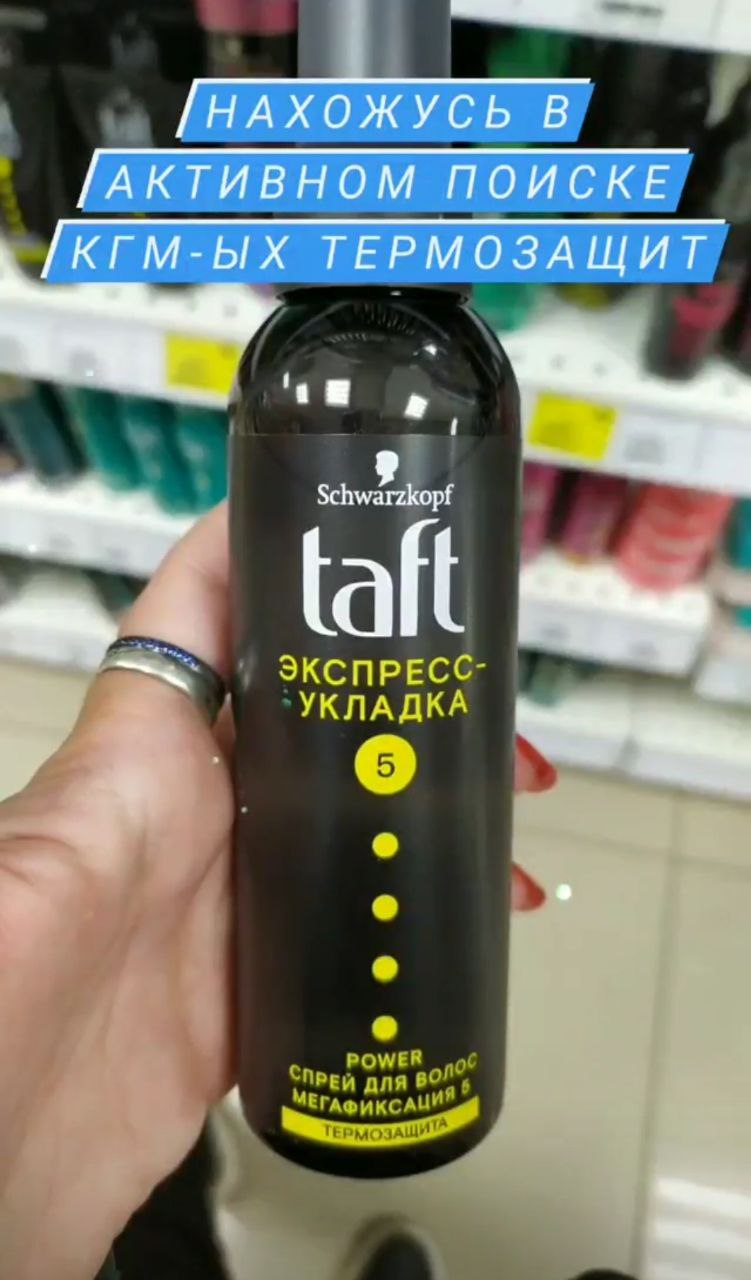 НАХОЖУСЬ В
АКТИВНОМ ПОИСКЕ
КГМ-ЫХ ТЕРМОЗАЩИТ
Schwarzkopf
taft
ЭКСПРЕСС-
УКЛАДКА
5
POWER
СПРЕЙ ДЛЯ ВОЛОС
МЕГАФИКСАЦИЯ 5
ТЕРМОЗАЩИТА